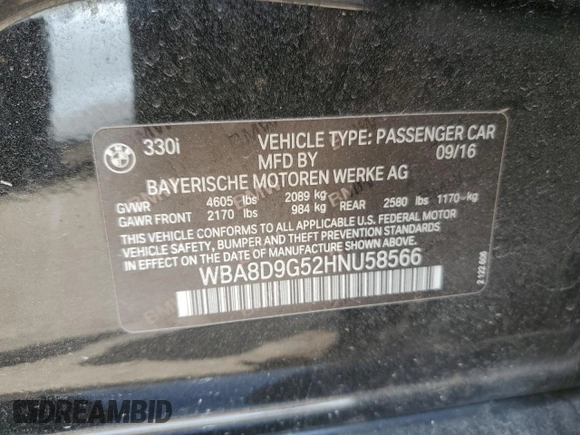 330i VEHICLE TYPE: PASSENGER CAR
MFD BY 09/16
BAYERISCHE MOTOREN WERKE AG
GVWR 4605 lbs 2089 kg
GAWR FRONT 2170 lbs 984 kg REAR 2580 lbs 1170 kg
THIS CAR CONFORMS TO ALL APPLICABLE U.S. FEDERAL MOTOR
VEHICLE SAFETY, BUMPER AND THEFT PREVENTION STANDARDS
IN EFFECT ON THE DATE OF MANUFACTURE SHOWN ABOVE.
WBA8D9G52HNU58566
DREAMBID